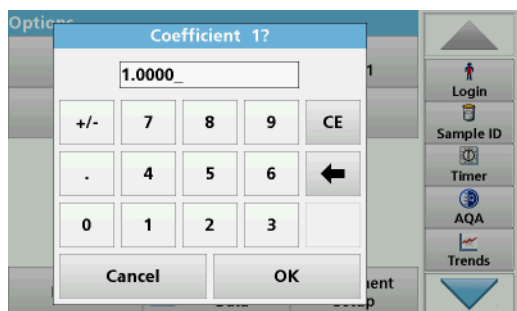 Options
Coefficient 1?
1.0000_
1
+/- 7 8 9 CE
. 4 5 6
0 1 2 3
Cancel OK
Login
Sample ID
Timer
AQA
Trends